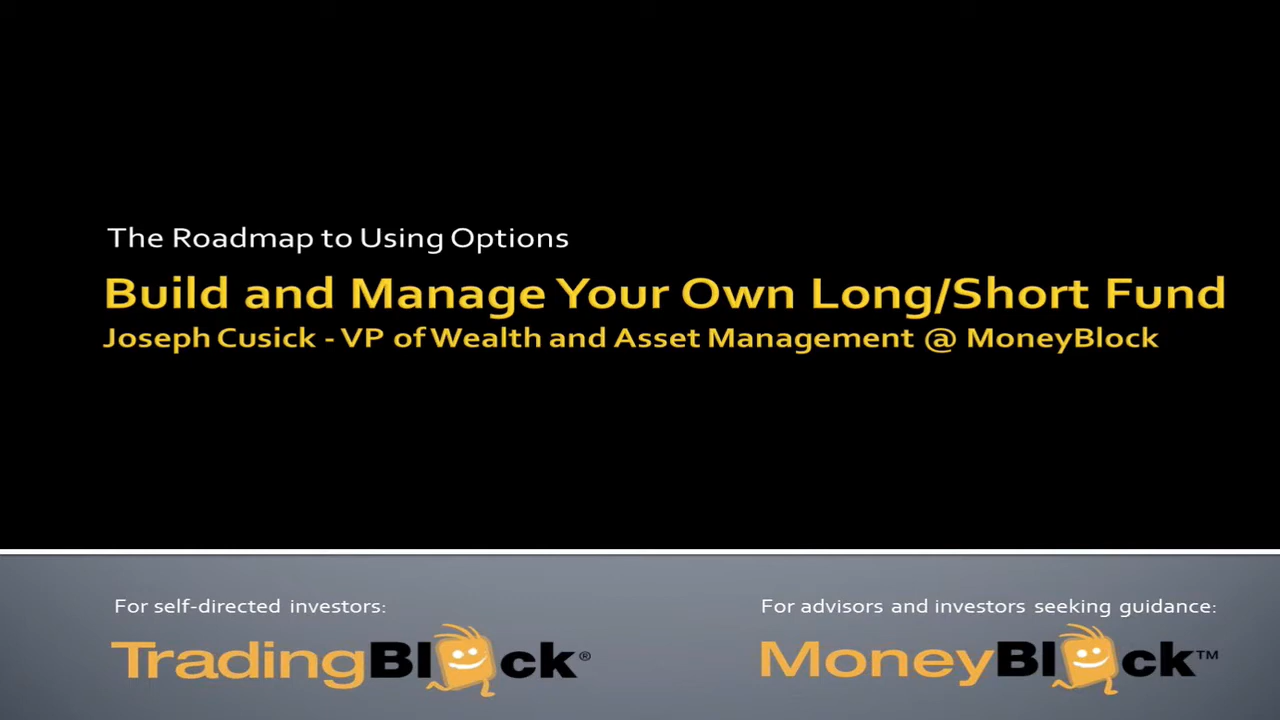 The Roadmap to Using Options
Build and Manage Your Own Long/Short Fund
Joseph Cusick - VP of Wealth and Asset Management @ MoneyBlock
For self-directed investors:
TradingBlock®
For advisors and investors seeking guidance:
MoneyBlock™